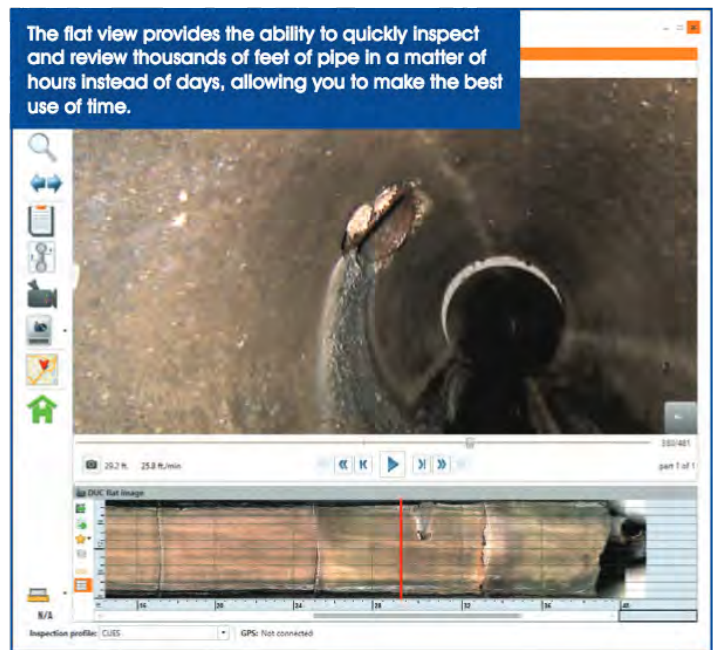 The flat view provides the ability to quickly inspect
and review thousands of feet of pipe in a matter of
hours instead of days, allowing you to make the best
use of time.
380/481
29.2 ft. 25.8 ft./min
part 1 of 1
DUC flat image
16 20 24 28 32 36 41
N/A
Inspection profile: CUES GPS: Not connected